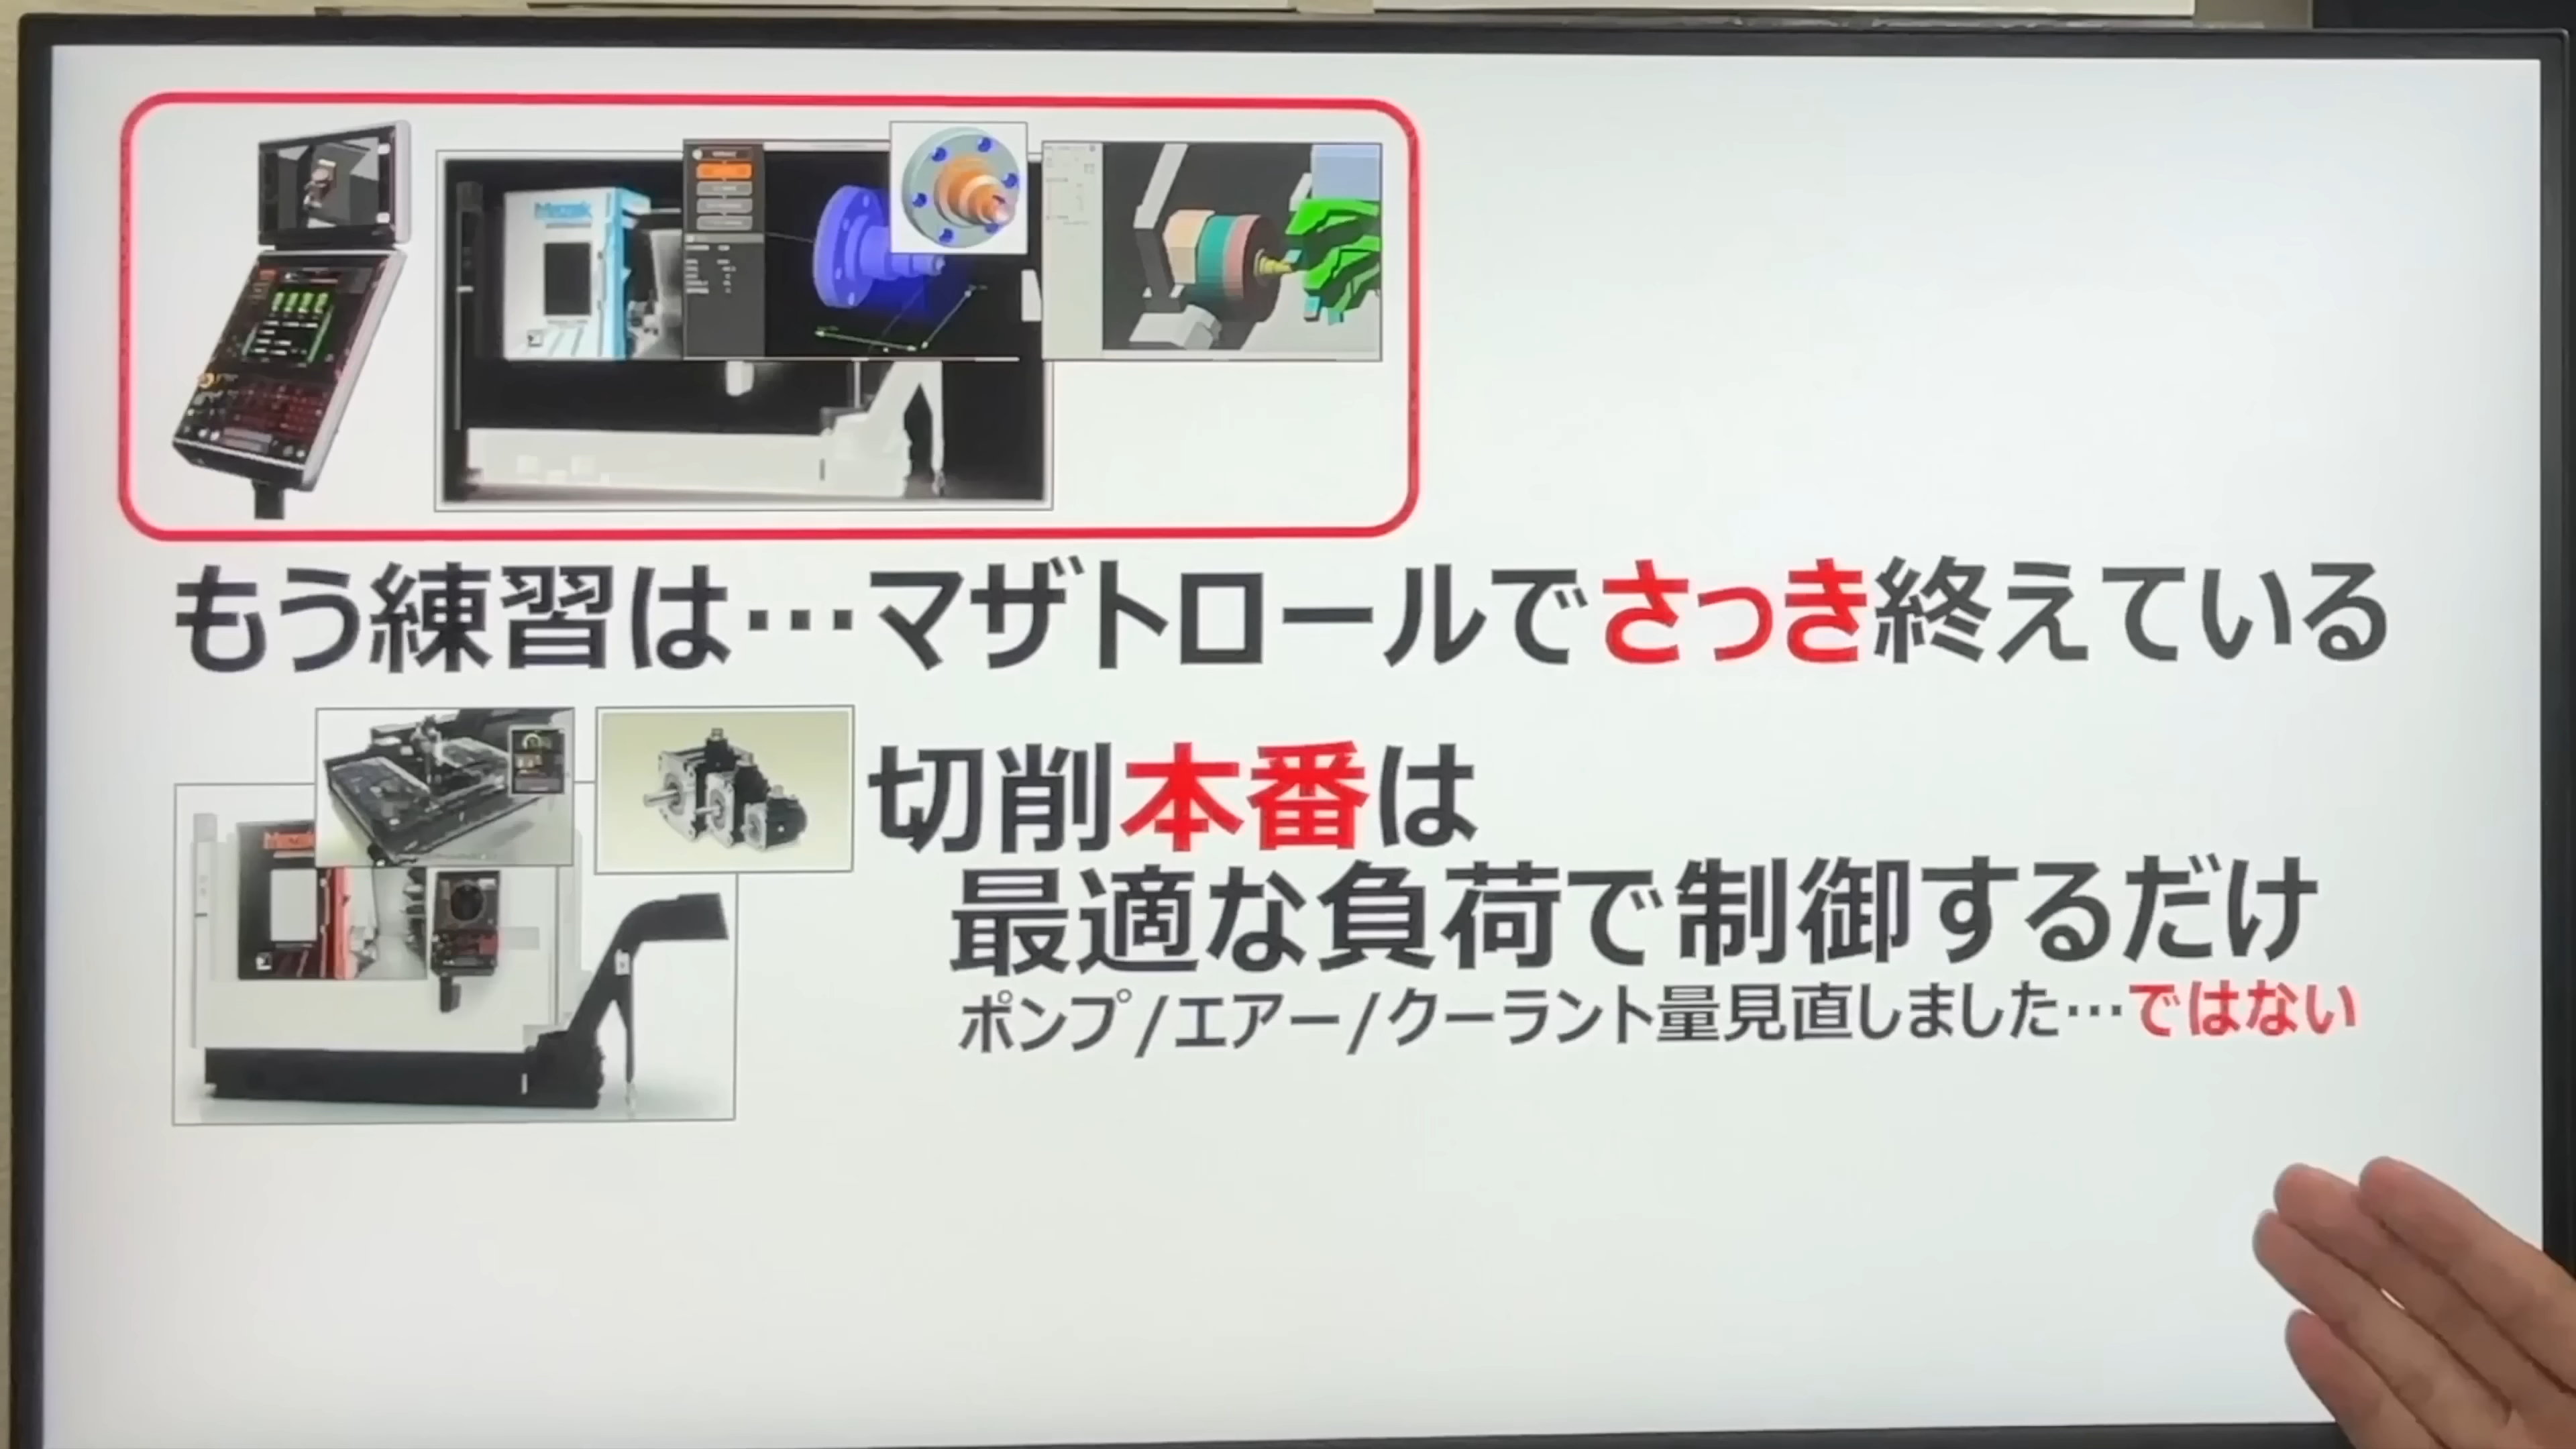 Mazak
もう練習は…マザトロールでさっき終えている
Mazak
切削本番は
最適な負荷で制御するだけ
ポンプ/エアー/クーラント量見直しました…ではない